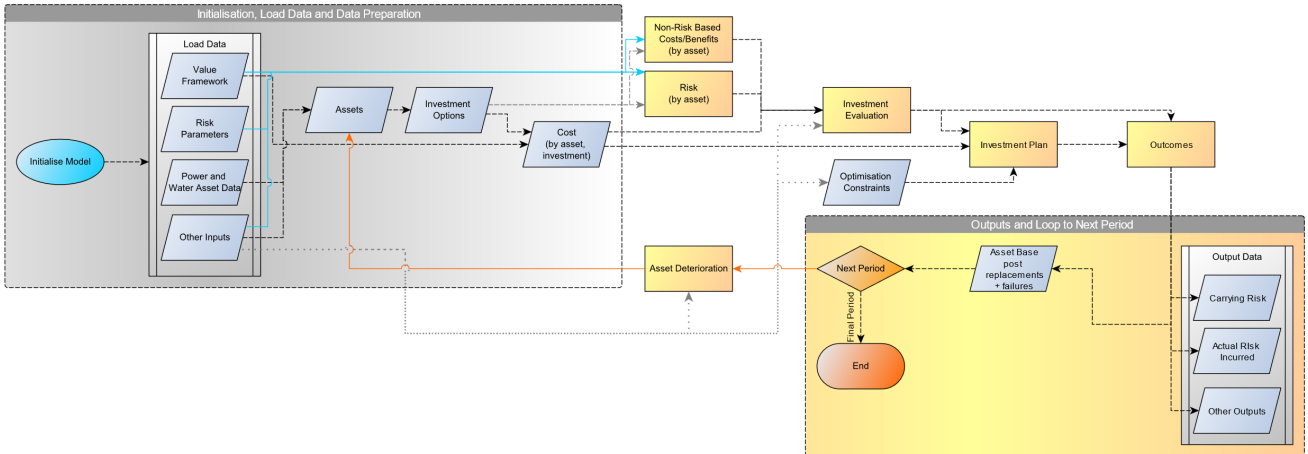 Initialisation, Load Data and Data Preparation
Load Data
Value
Framework
Risk
Parameters
Power and
Water Asset Data
Other Inputs
Initialise Model
Assets
Investment
Options
Cost
(by asset,
investment)
Non-Risk Based
Costs/Benefits
(by asset)
Risk
(by asset)
Investment
Evaluation
Investment Plan
Outcomes
Optimisation
Constraints
Asset Deterioration
Outputs and Loop to Next Period
Next Period
Final Period
End
Asset Base
post
replacements
+ failures
Output Data
Carrying Risk
Actual RIsk
Incurred
Other Outputs